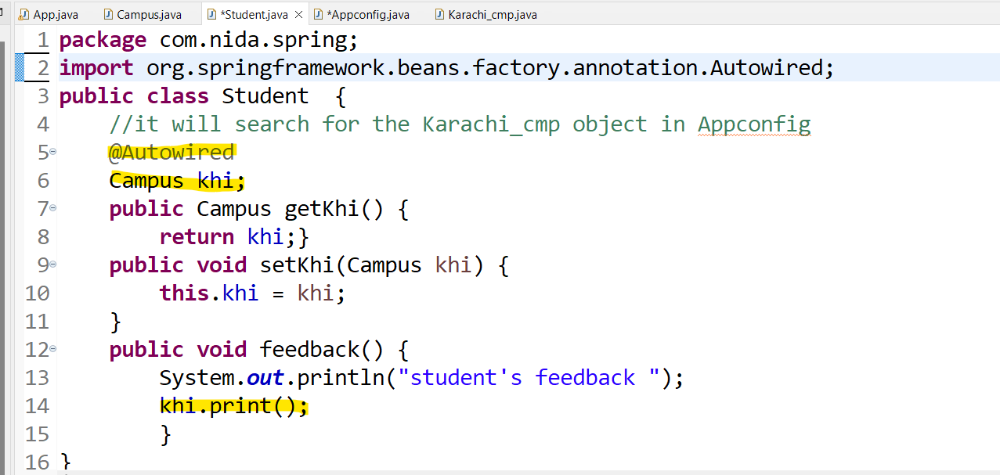 App.java Campus.java *Student.java *Appconfig.java Karachi_cmp.java
1 package com.nida.spring;
2 import org.springframework.beans.factory.annotation.Autowired;
3 public class Student  {
4     //it will search for the Karachi_cmp object in Appconfig
5     @Autowired
6     Campus khi;
7     public Campus getKhi() {
8         return khi;}
9     public void setKhi(Campus khi) {
10         this.khi = khi;
11     }
12     public void feedback() {
13         System.out.println("student's feedback ");
14         khi.print();
15         }
16 }